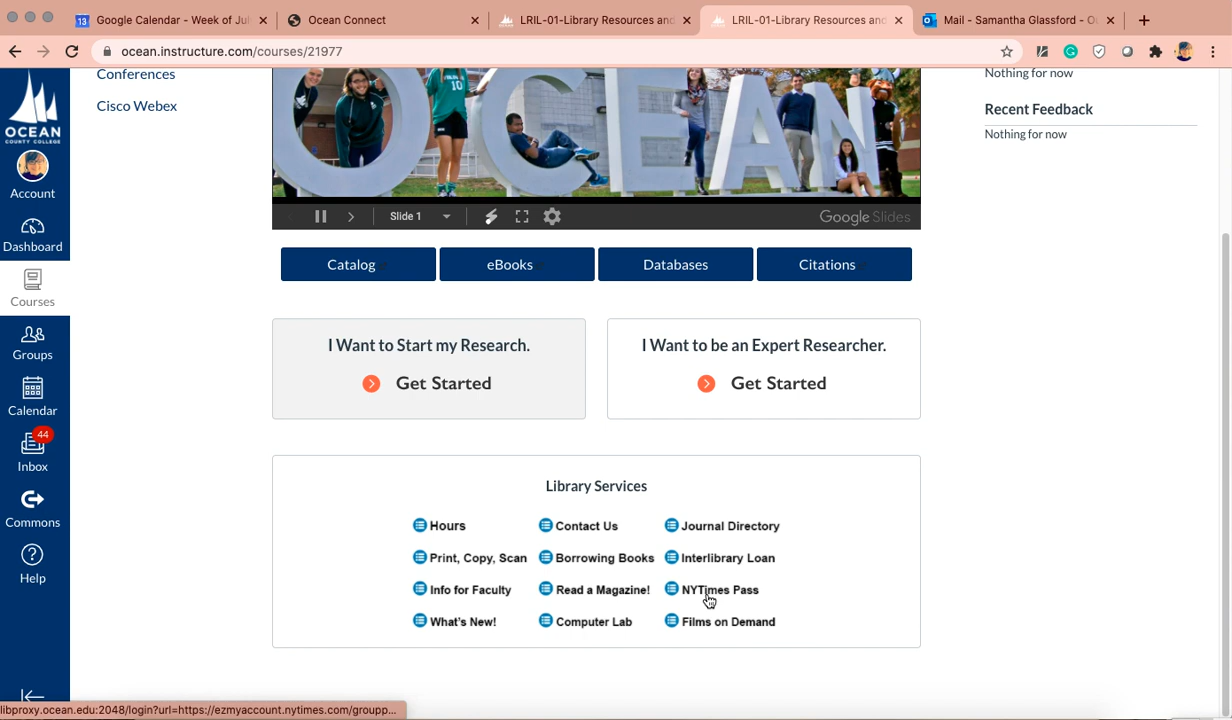 Google Calendar - Week of Jul
Ocean Connect
LRIL-01-Library Resources and
LRIL-01-Library Resources and
Mail - Samantha Glassford - Ou
13
ocean.instructure.com/courses/21977
OCEAN
COUNTY COLLEGE
Account
Dashboard
Courses
Groups
Calendar
44
Inbox
Commons
Help
Conferences
Cisco Webex
OCEAN
10
Slide 1
Google Slides
Catalog
eBooks
Databases
Citations
I Want to Start my Research.
Get Started
I Want to be an Expert Researcher.
Get Started
Library Services
Hours
Contact Us
Journal Directory
Print, Copy, Scan
Borrowing Books
Interlibrary Loan
Info for Faculty
Read a Magazine!
NYTimes Pass
What's New!
Computer Lab
Films on Demand
Nothing for now
Recent Feedback
Nothing for now
libproxy.ocean.edu:2048/login?url=https://ezmyaccount.nytimes.com/groupp...